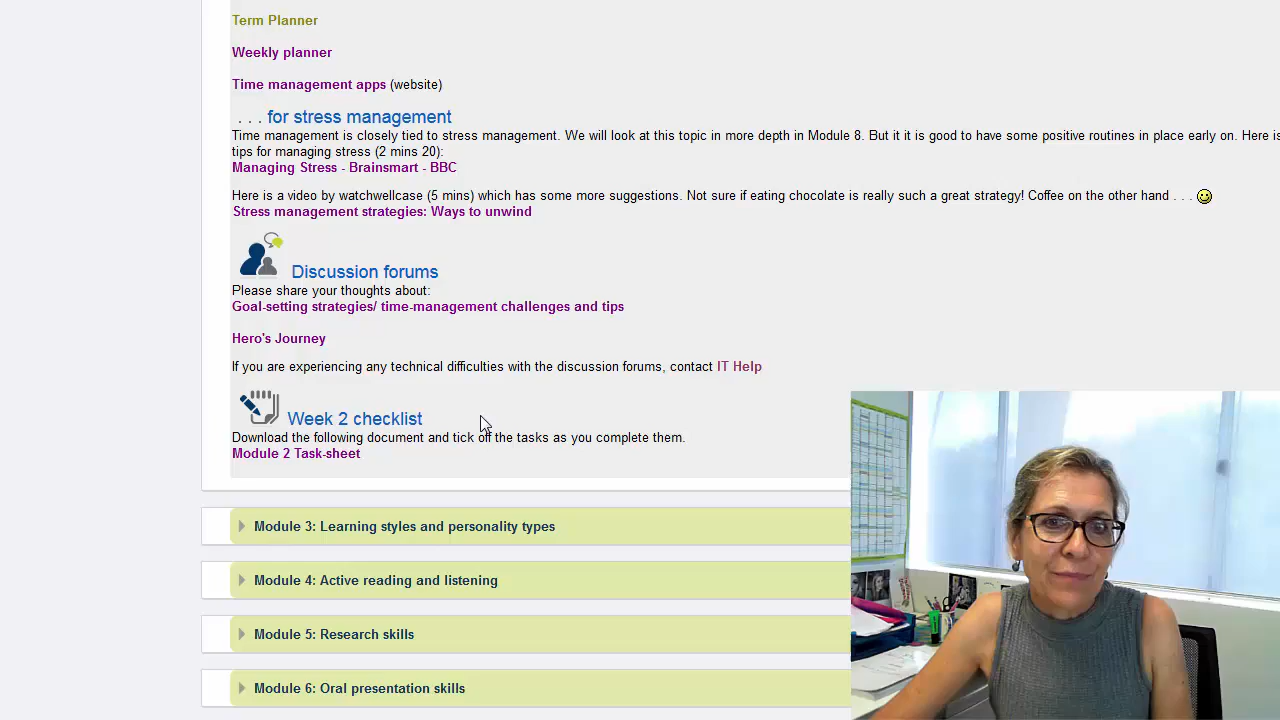 Term Planner
Weekly planner
Time management apps (website)
. . . for stress management
Time management is closely tied to stress management. We will look at this topic in more depth in Module 8. But it it is good to have some positive routines in place early on. Here is
tips for managing stress (2 mins 20):
Managing Stress - Brainsmart - BBC
Here is a video by watchwellcase (5 mins) which has some more suggestions. Not sure if eating chocolate is really such a great strategy! Coffee on the other hand . . .
Stress management strategies: Ways to unwind
Discussion forums
Please share your thoughts about:
Goal-setting strategies/ time-management challenges and tips
Hero's Journey
If you are experiencing any technical difficulties with the discussion forums, contact IT Help
Week 2 checklist
Download the following document and tick off the tasks as you complete them.
Module 2 Task-sheet
Module 3: Learning styles and personality types
Module 4: Active reading and listening
Module 5: Research skills
Module 6: Oral presentation skills